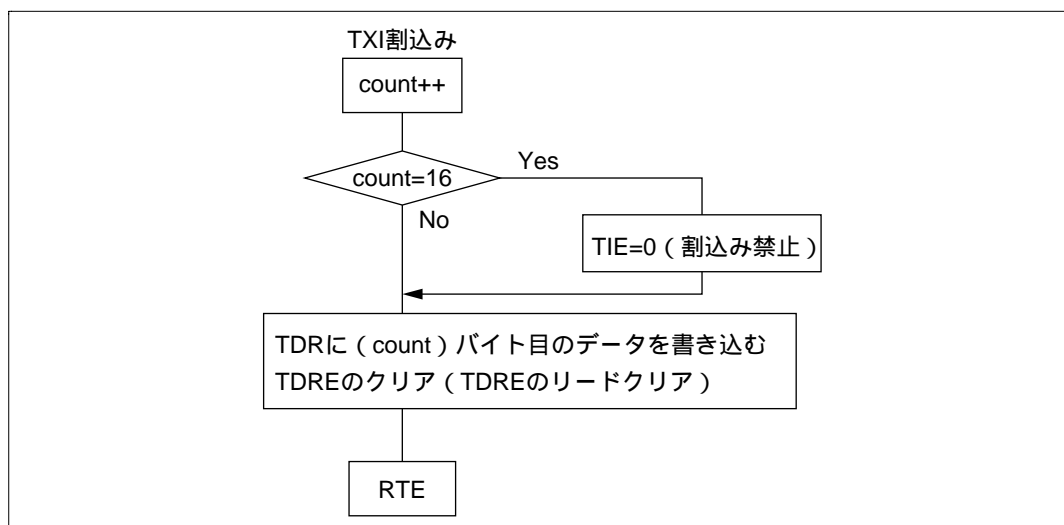 TXI割込み
count++
count=16
Yes
No
TIE=0（割込み禁止）
TDRに（count）バイト目のデータを書き込む
TDREのクリア（TDREのリードクリア）
RTE